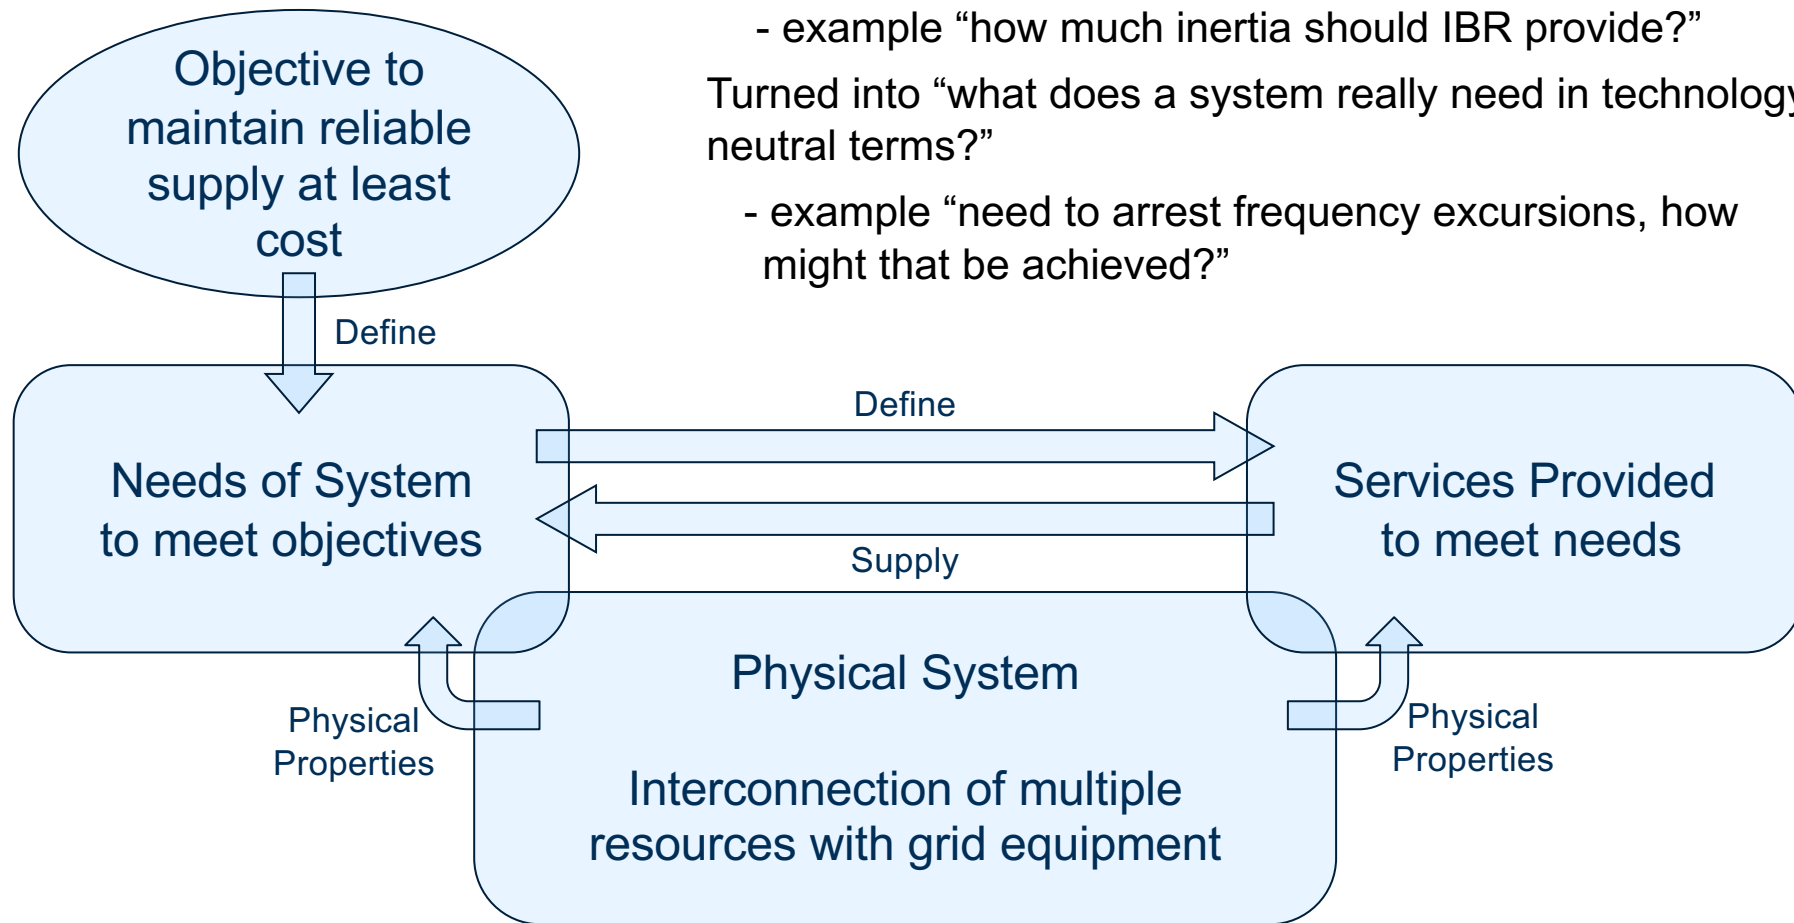 Objective to
maintain reliable
supply at least
cost
- example “how much inertia should IBR provide?”
Turned into “what does a system really need in technology
neutral terms?”
- example “need to arrest frequency excursions, how
might that be achieved?”
Define
Needs of System
to meet objectives
Define
Supply
Services Provided
to meet needs
Physical
Properties
Physical System
Interconnection of multiple
resources with grid equipment
Physical
Properties